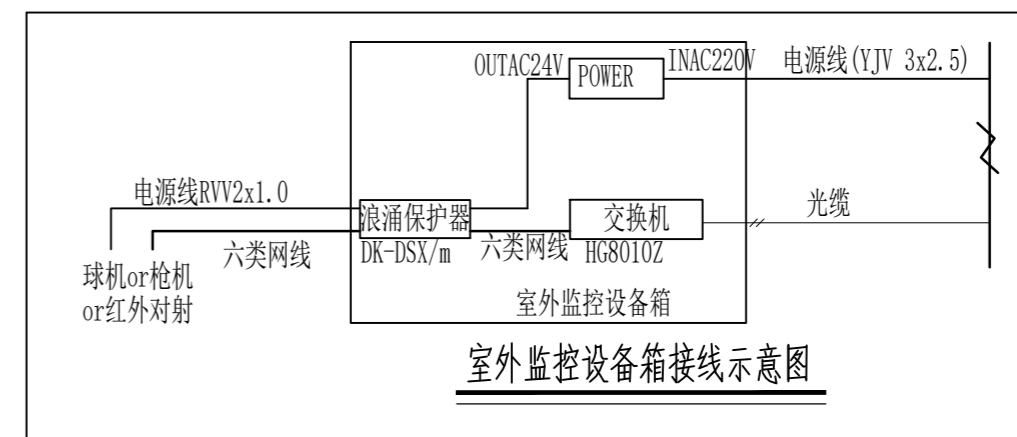 OUTAC24V
POWER
INAC220V
电源线(YJV 3x2.5)
电源线RVV2x1.0
浪涌保护器
交换机
光缆
六类网线
DK-DSX/m
六类网线
HG8010Z
球机or枪机
or红外对射
室外监控设备箱
室外监控设备箱接线示意图